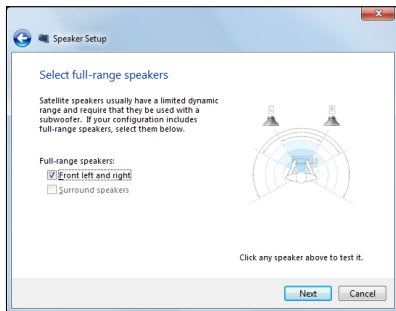 Speaker Setup
Select full-range speakers
Satellite speakers usually have a limited dynamic
range and require that they be used with a
subwoofer. If your configuration includes
full-range speakers, select them below.
Full-range speakers:
Front left and right
Surround speakers
L R
Click any speaker above to test it.
Next Cancel